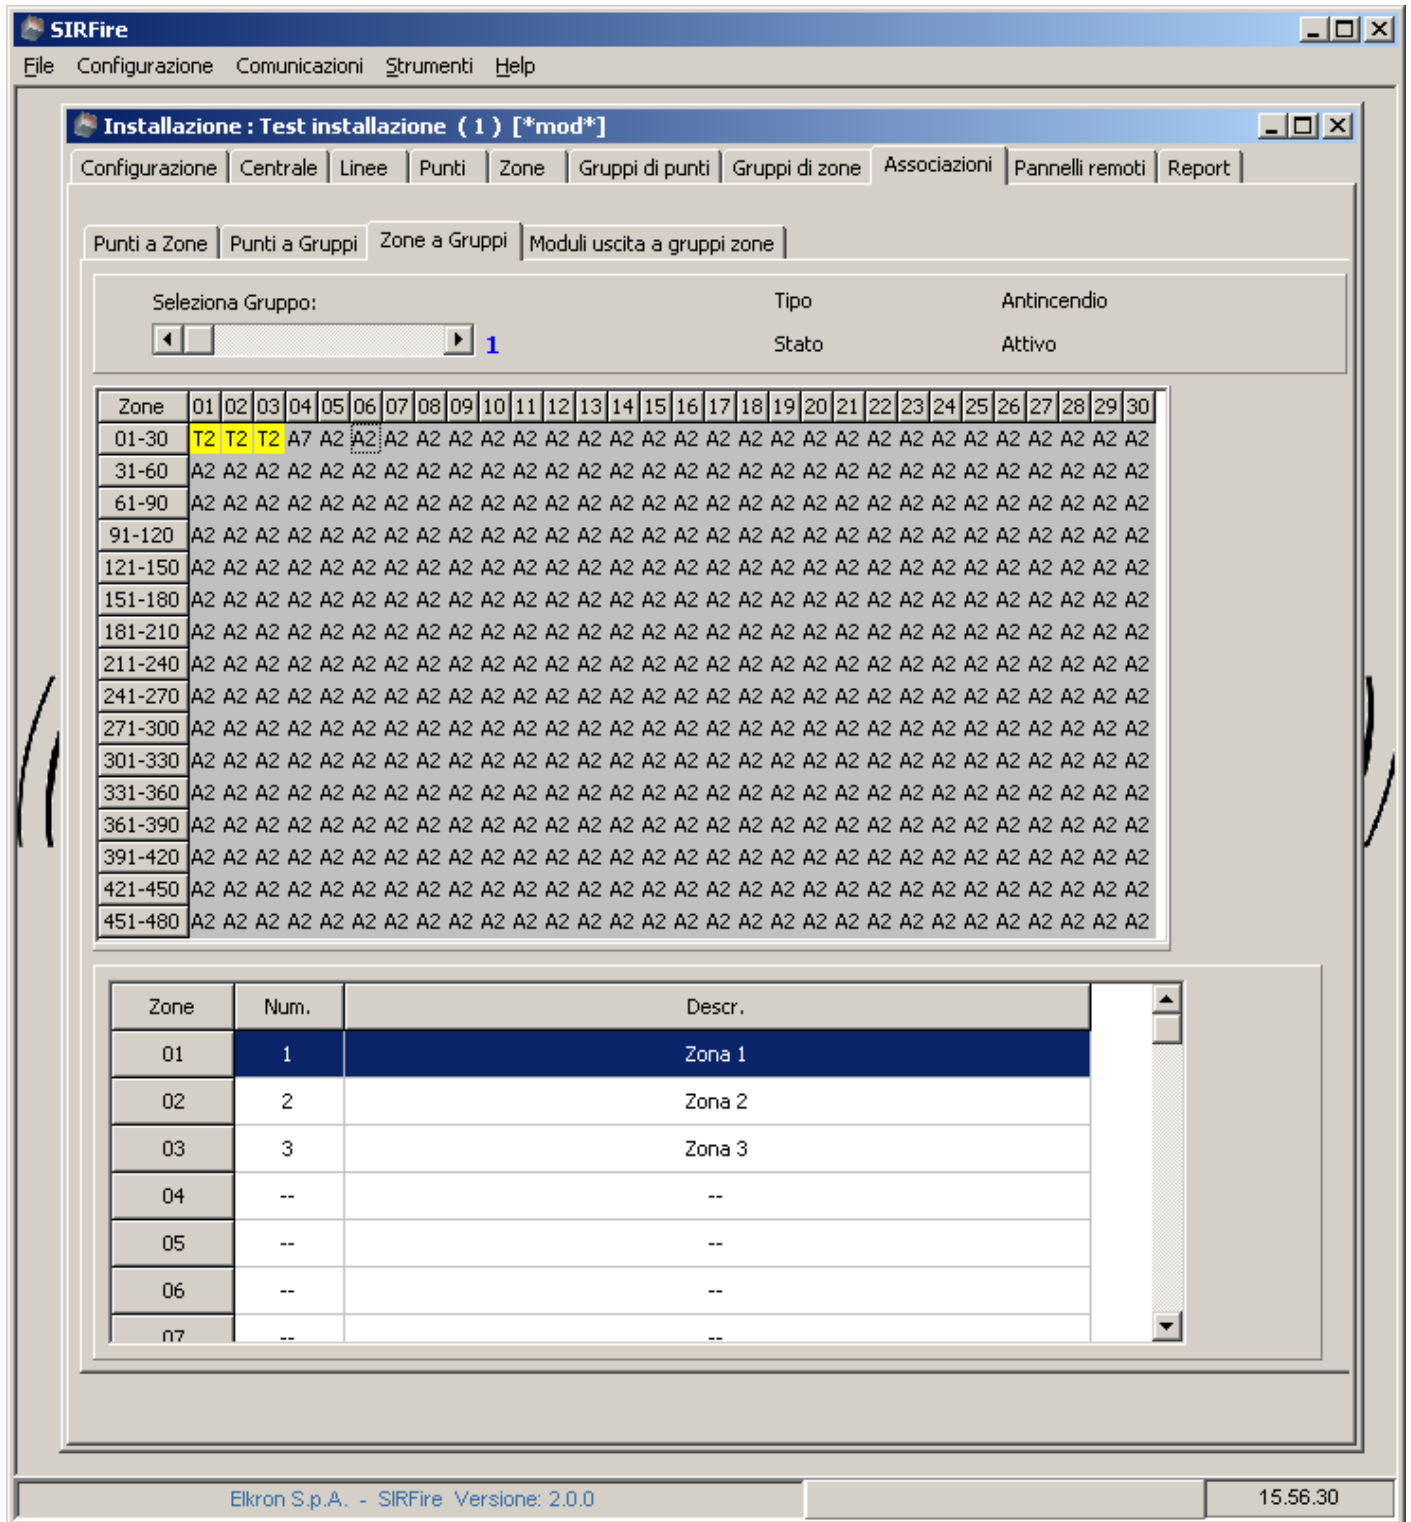 SIRFire
File Configurazione Comunicazioni Strumenti Help
Installazione : Test installazione ( 1 ) [*mod*]
Configurazione Centrale Linee Punti Zone Gruppi di punti Gruppi di zone Associazioni Pannelli remoti Report
Punti a Zone Punti a Gruppi Zone a Gruppi Moduli uscita a gruppi zone
Seleziona Gruppo: Tipo Antincendio
1 Stato Attivo
Zone 01 02 03 04 05 06 07 08 09 10 11 12 13 14 15 16 17 18 19 20 21 22 23 24 25 26 27 28 29 30
01-30 T2 T2 T2 A7 A2 A2 A2 A2 A2 A2 A2 A2 A2 A2 A2 A2 A2 A2 A2 A2 A2 A2 A2 A2 A2 A2 A2 A2 A2 A2
31-60 A2 A2 A2 A2 A2 A2 A2 A2 A2 A2 A2 A2 A2 A2 A2 A2 A2 A2 A2 A2 A2 A2 A2 A2 A2 A2 A2 A2 A2 A2
61-90 A2 A2 A2 A2 A2 A2 A2 A2 A2 A2 A2 A2 A2 A2 A2 A2 A2 A2 A2 A2 A2 A2 A2 A2 A2 A2 A2 A2 A2 A2
91-120 A2 A2 A2 A2 A2 A2 A2 A2 A2 A2 A2 A2 A2 A2 A2 A2 A2 A2 A2 A2 A2 A2 A2 A2 A2 A2 A2 A2 A2 A2
121-150 A2 A2 A2 A2 A2 A2 A2 A2 A2 A2 A2 A2 A2 A2 A2 A2 A2 A2 A2 A2 A2 A2 A2 A2 A2 A2 A2 A2 A2 A2
151-180 A2 A2 A2 A2 A2 A2 A2 A2 A2 A2 A2 A2 A2 A2 A2 A2 A2 A2 A2 A2 A2 A2 A2 A2 A2 A2 A2 A2 A2 A2
181-210 A2 A2 A2 A2 A2 A2 A2 A2 A2 A2 A2 A2 A2 A2 A2 A2 A2 A2 A2 A2 A2 A2 A2 A2 A2 A2 A2 A2 A2 A2
211-240 A2 A2 A2 A2 A2 A2 A2 A2 A2 A2 A2 A2 A2 A2 A2 A2 A2 A2 A2 A2 A2 A2 A2 A2 A2 A2 A2 A2 A2 A2
241-270 A2 A2 A2 A2 A2 A2 A2 A2 A2 A2 A2 A2 A2 A2 A2 A2 A2 A2 A2 A2 A2 A2 A2 A2 A2 A2 A2 A2 A2 A2
271-300 A2 A2 A2 A2 A2 A2 A2 A2 A2 A2 A2 A2 A2 A2 A2 A2 A2 A2 A2 A2 A2 A2 A2 A2 A2 A2 A2 A2 A2 A2
301-330 A2 A2 A2 A2 A2 A2 A2 A2 A2 A2 A2 A2 A2 A2 A2 A2 A2 A2 A2 A2 A2 A2 A2 A2 A2 A2 A2 A2 A2 A2
331-360 A2 A2 A2 A2 A2 A2 A2 A2 A2 A2 A2 A2 A2 A2 A2 A2 A2 A2 A2 A2 A2 A2 A2 A2 A2 A2 A2 A2 A2 A2
361-390 A2 A2 A2 A2 A2 A2 A2 A2 A2 A2 A2 A2 A2 A2 A2 A2 A2 A2 A2 A2 A2 A2 A2 A2 A2 A2 A2 A2 A2 A2
391-420 A2 A2 A2 A2 A2 A2 A2 A2 A2 A2 A2 A2 A2 A2 A2 A2 A2 A2 A2 A2 A2 A2 A2 A2 A2 A2 A2 A2 A2 A2
421-450 A2 A2 A2 A2 A2 A2 A2 A2 A2 A2 A2 A2 A2 A2 A2 A2 A2 A2 A2 A2 A2 A2 A2 A2 A2 A2 A2 A2 A2 A2
451-480 A2 A2 A2 A2 A2 A2 A2 A2 A2 A2 A2 A2 A2 A2 A2 A2 A2 A2 A2 A2 A2 A2 A2 A2 A2 A2 A2 A2 A2 A2
Zone Num. Descr.
01 1 Zona 1
02 2 Zona 2
03 3 Zona 3
04 -- --
05 -- --
06 -- --
07 -- --
Elkron S.p.A. - SIRFire Versione: 2.0.0 15.56.30